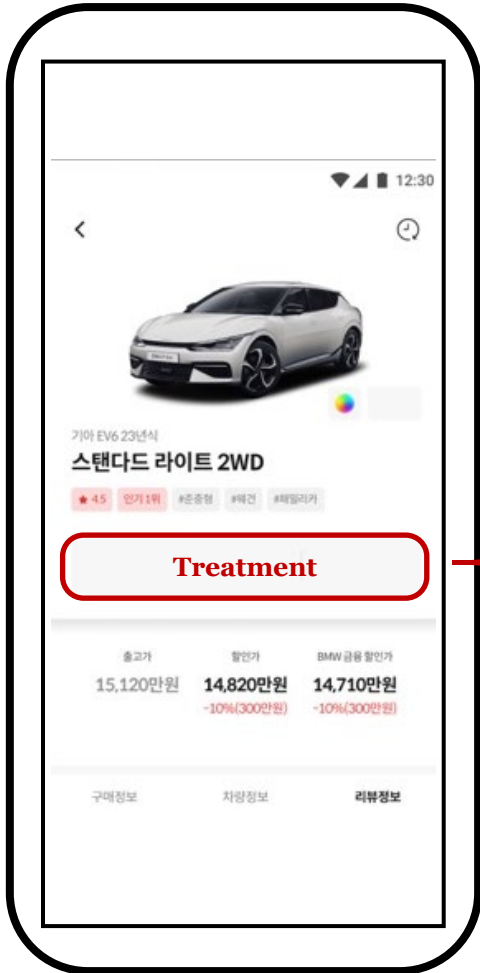 12:30
기아 EV6 23년식
스탠다드 라이트 2WD
★ 4.5 인기 1위 #준중형 #왜건 #패밀리카
Treatment
출고가 할인가 BMW 금융 할인가
15,120만원 14,820만원 14,710만원
-10%(300만원) -10%(300만원)
구매정보 차량정보 리뷰정보